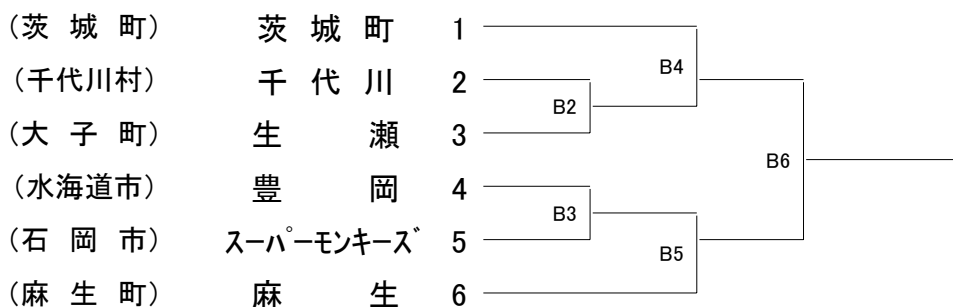 (茨 城 町) 茨 城 町 1
B4
(千代川村) 千 代 川 2
B2
(大 子 町) 生 瀬 3
B6
(水海道市) 豊 岡 4
B3
(石 岡 市) スーパーモンキーズ 5
B5
(麻 生 町) 麻 生 6